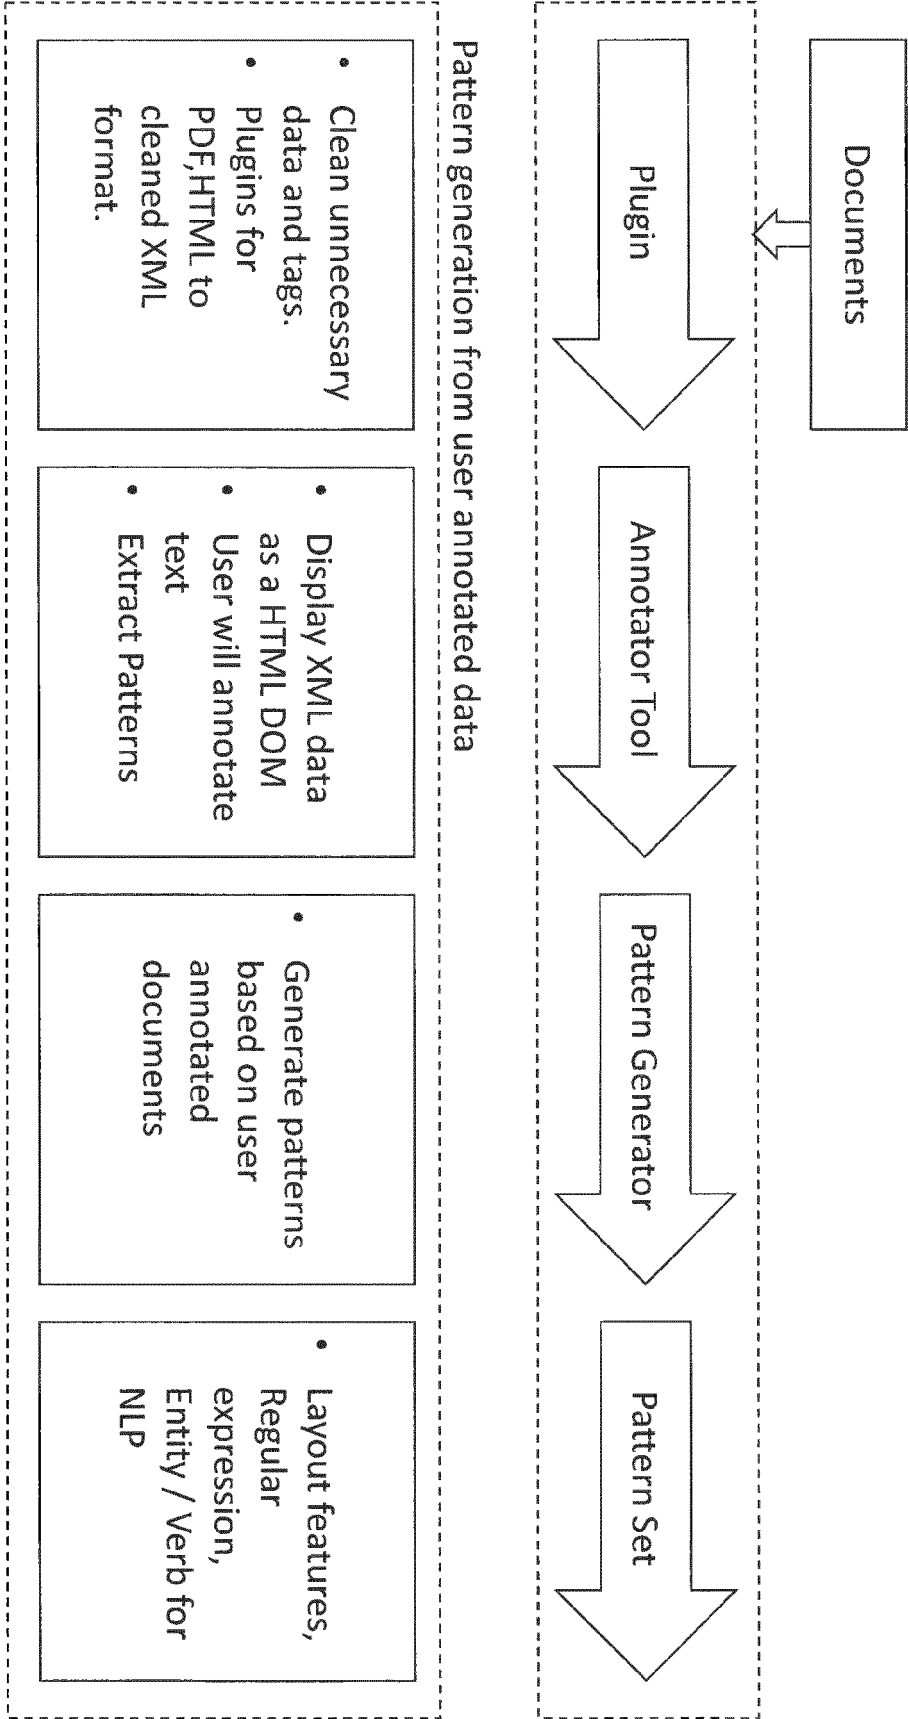 Documents
Plugin
Annotator Tool
Pattern Generator
Pattern Set
Pattern generation from user annotated data
• Clean unnecessary
data and tags.
• Plugins for
PDF,HTML to
cleaned XML
format.
• Display XML data
as a HTML DOM
• User will annotate
text
• Extract Patterns
• Generate patterns
based on user
annotated
documents
• Layout features,
Regular
expression,
Entity / Verb for
NLP